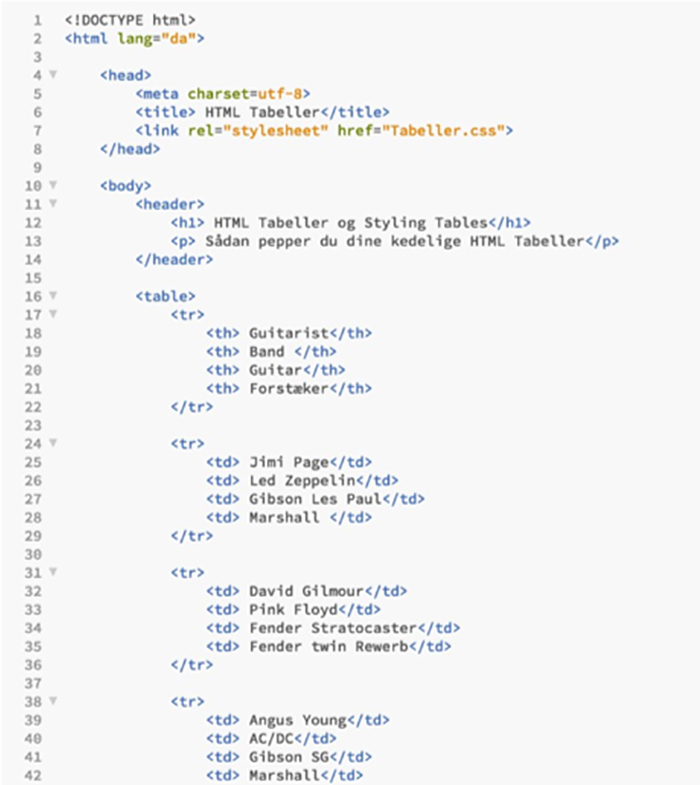 1 <!DOCTYPE html>
2 <html lang="da">
3
4 <head>
5 <meta charset=utf-8>
6 <title> HTML Tabeller</title>
7 <link rel="stylesheet" href="Tabeller.css">
8 </head>
9
10 <body>
11 <header>
12 <h1> HTML Tabeller og Styling Tables</h1>
13 <p> Sådan pepper du dine kedelige HTML Tabeller</p>
14 </header>
15
16 <table>
17 <tr>
18 <th> Guitarist</th>
19 <th> Band </th>
20 <th> Guitar</th>
21 <th> Forstæker</th>
22 </tr>
23
24 <tr>
25 <td> Jimi Page</td>
26 <td> Led Zeppelin</td>
27 <td> Gibson Les Paul</td>
28 <td> Marshall </td>
29 </tr>
30
31 <tr>
32 <td> David Gilmour</td>
33 <td> Pink Floyd</td>
34 <td> Fender Stratocaster</td>
35 <td> Fender twin Rewerb</td>
36 </tr>
37
38 <tr>
39 <td> Angus Young</td>
40 <td> AC/DC</td>
41 <td> Gibson SG</td>
42 <td> Marshall</td>